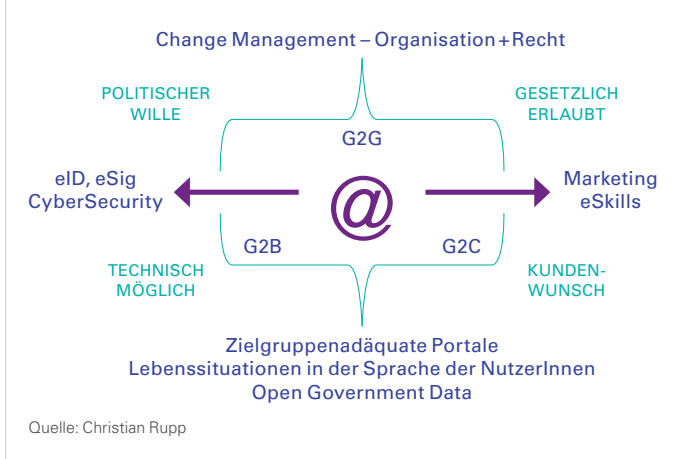 Change Management – Organisation+Recht
POLITISCHER
WILLE
GESETZLICH
ERLAUBT
G2G
eID, eSig
CyberSecurity
@
Marketing
eSkills
G2B
G2C
TECHNISCH
MÖGLICH
KUNDEN-
WUNSCH
Zielgruppenadäquate Portale
Lebenssituationen in der Sprache der NutzerInnen
Open Government Data
Quelle: Christian Rupp